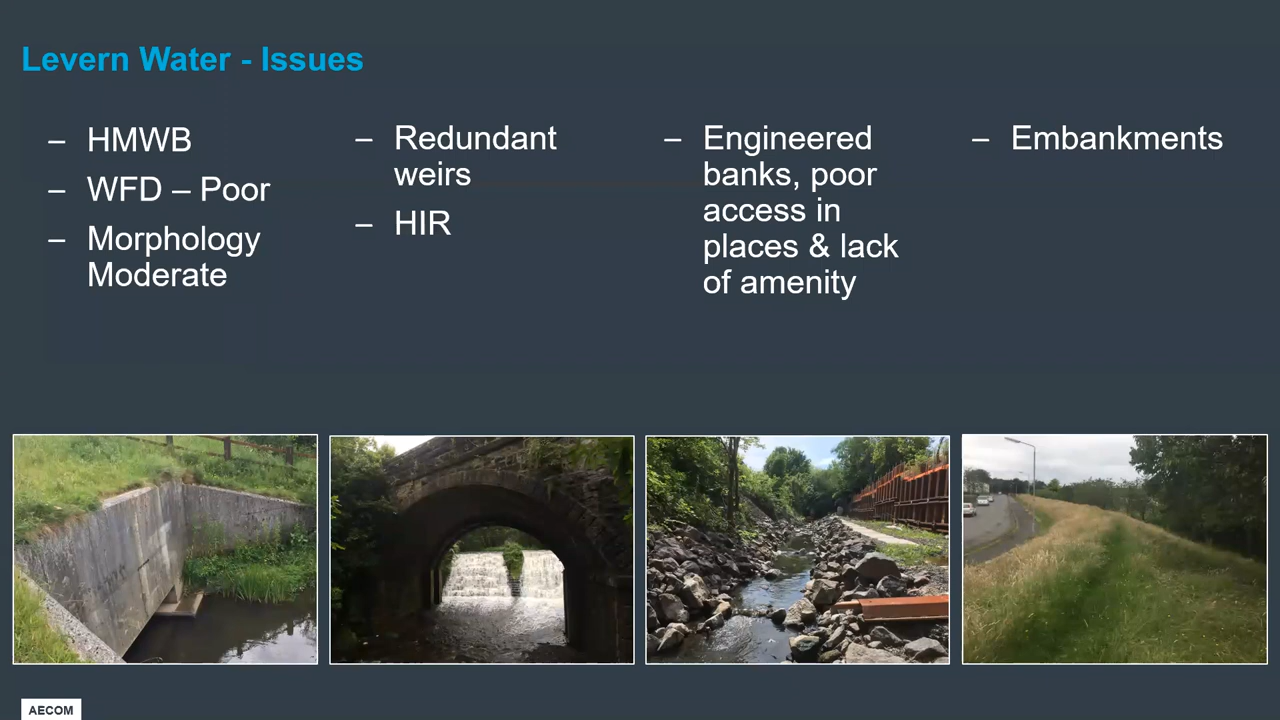 Levern Water - Issues
– HMWB
– WFD – Poor
– Morphology
Moderate
– Redundant
weirs
– HIR
– Engineered
banks, poor
access in
places & lack
of amenity
– Embankments
AECOM